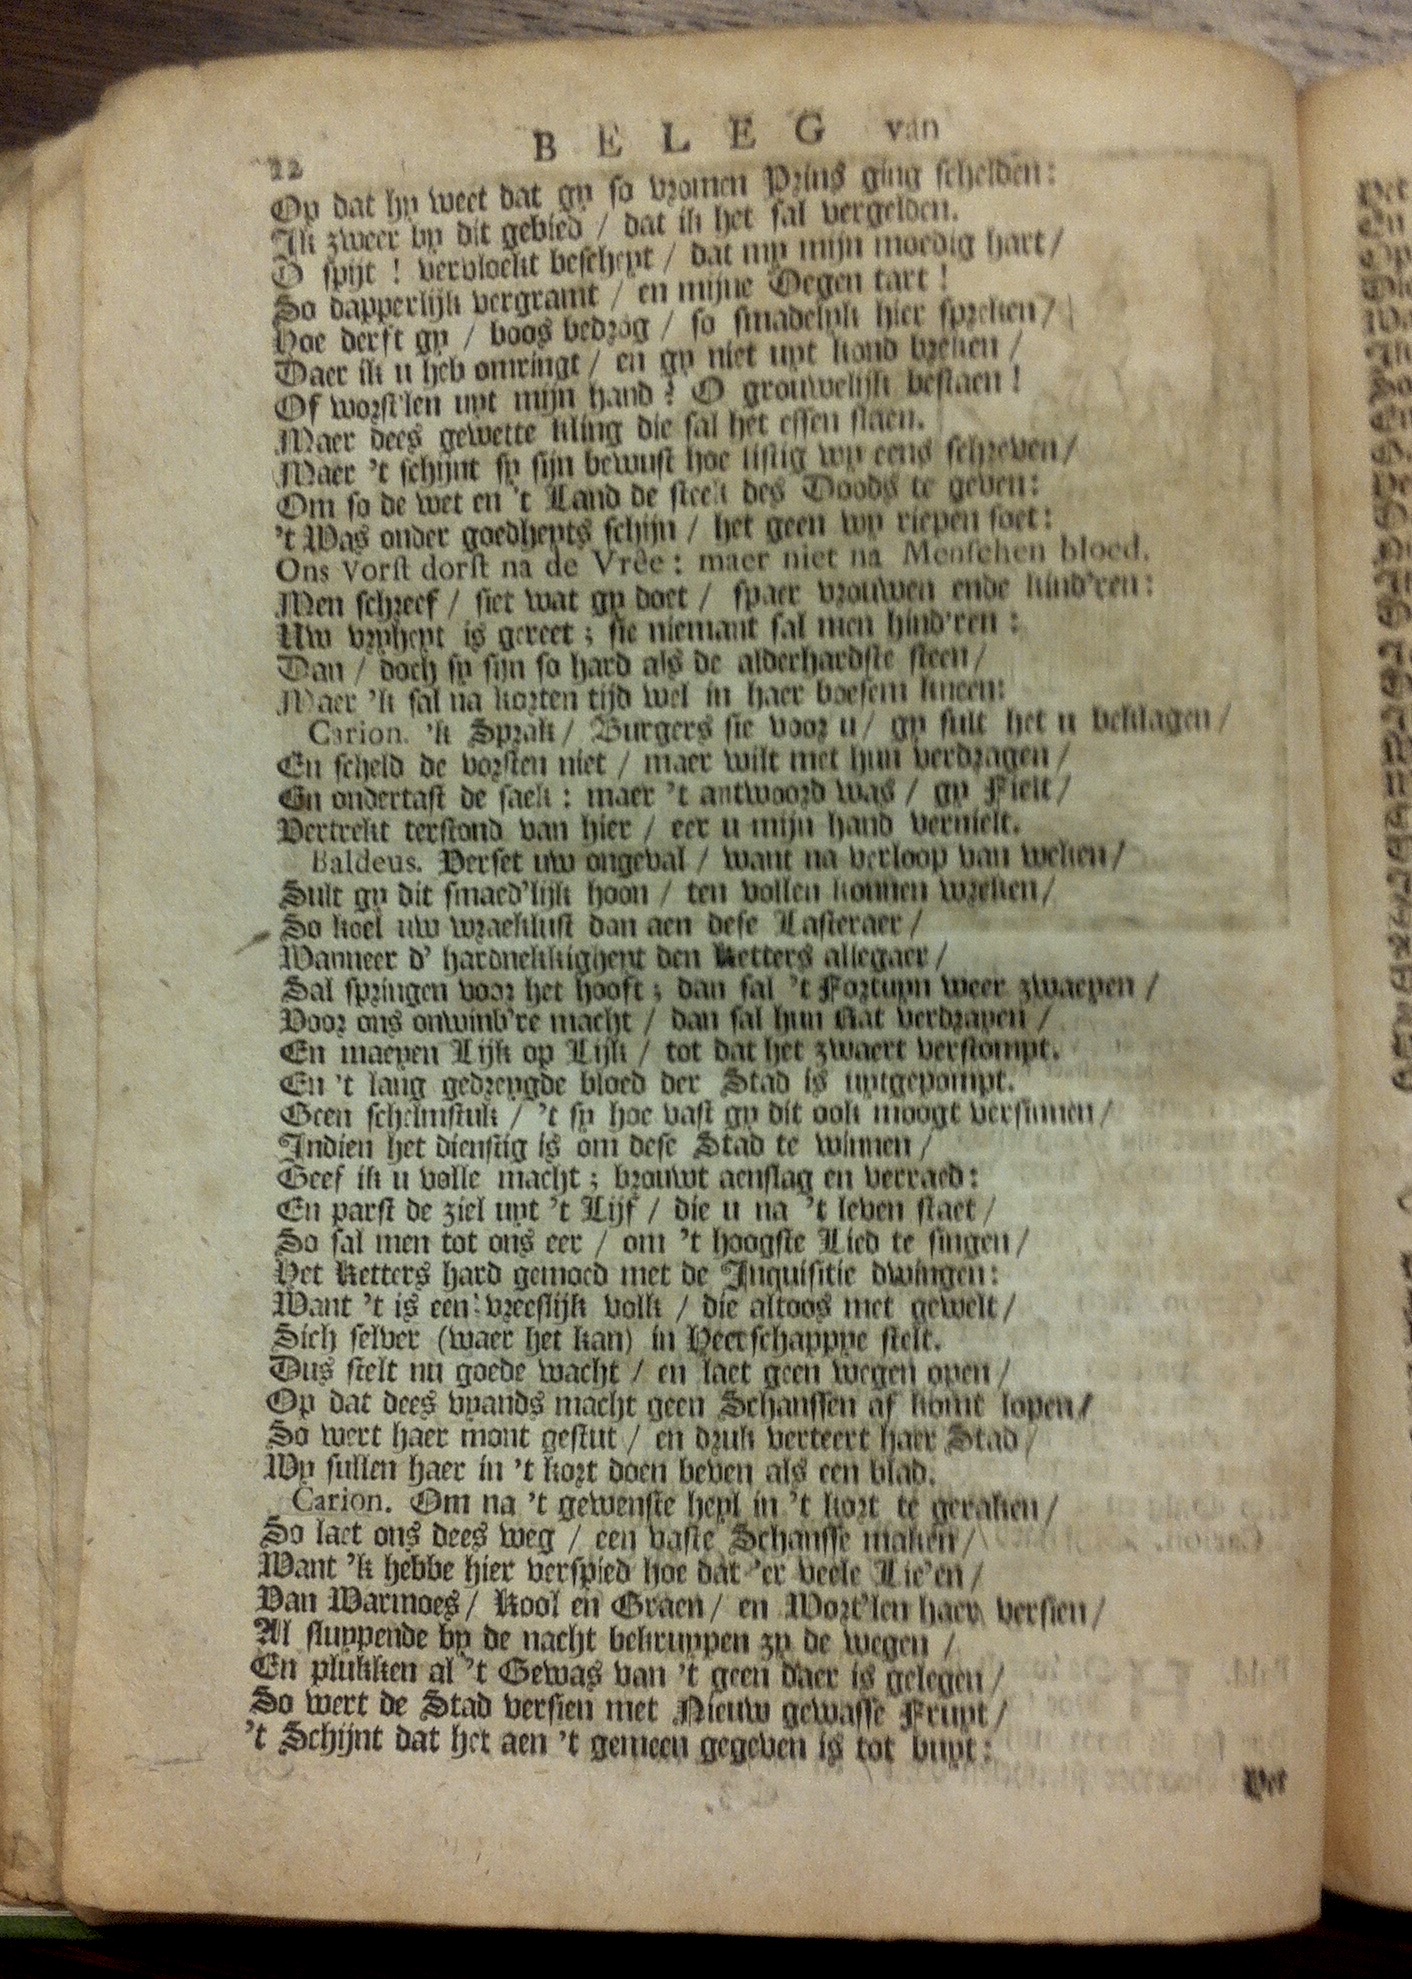 22 BELEG van
Op dat hy weet dat gy so vromen Prins ging schelden:
Ik zweer by dit gebied / dat ik het sal vergelden.
O spijt ! vervloekt bescheyt / dat my mijn moedig hart /
So dapperlijk vergramt / en mijne Degen tart !
Hoe derft gy / boos bedrog / so smadelyk hier spreken /
Daer ik u heb omringt / en gy niet uyt kond breken /
Of worst'len uyt mijn hand ? O grouwelijk bestaen !
Maer dees gewette kling die sal het essen slaen.
Maer 't schijnt sy sijn bewust hoe listig wy eens schreven /
Om so de wet en 't Land de steek des Doods te geven:
't Was onder goedheyts schijn / het geen wy riepen soet:
Ons Vorst dorst na de Vrêe : maer niet na Menschen bloed.
Men schreef / siet wat gy doet / spaer vrouwen ende kind'ren:
Uw vryheyt is gereet ; sie niemant sal men hind'ren :
Dan / doch sy sijn so hard als de alderhardste steen /
Maer 'k sal na korten tijd wel in haer boesem kneen:
Carion. 'k Sprak / Burgers sie voor u / gy sult het u beklagen /
En scheld de vorsten niet / maer wilt met hun verdragen /
En ondertast de saek : maer 't antwoord was / gy Fielt /
Vertrekt terstond van hier / eer u mijn hand vernielt.
Baldeus. Verset uw ongeval / want na verloop van weken /
Sult gy dit smaed'lijk hoon / ten vollen konnen wreken /
So koel uw wraeklust dan aen dese Lasteraer /
Wanneer d' hardnekkigheyt den Ketters allegaer /
Sal springen voor het hooft ; dan sal 't Fortuyn weer zwaeyen /
Voor ons onwinb're macht / dan sal hun Rat verdrayen /
En maeyen Lijk op Lijk / tot dat het zwaert verstompt.
En 't lang gedreygde bloed der Stad is uytgepompt.
Geen schelmstuk / 't sy hoe vast gy dit ook moogt versinnen /
Indien het dienstig is om dese Stad te winnen /
Geef ik u volle macht ; brouwt aenslag en verraed:
En parst de ziel uyt 't Lijf / die u na 't leven staet /
So sal men tot ons eer / om 't hoogste Lied te singen /
Het Ketters hard gemoed met de Inquisitie dwingen:
Want 't is een vreeslijk volk / die altoos met gewelt /
Sich selver (waer het kan) in Heerschappye stelt.
Dus stelt nu goede wacht / en laet geen wegen open /
Op dat dees vyands macht geen Schanssen af komt lopen /
So wert haer mont gestut / en druk verteert haer Stad /
Wy sullen haer in 't kort doen beven als een blad.
Carion. Om na 't gewenste heyl in 't kort te geraken /
So laet ons dees weg / een vaste Schansse maken /
Want 'k hebbe hier verspied hoe dat 'er veele Lie'en /
Van Warmoes / Kool en Graen / en Wort'len haer versien /
Al sluypende by de nacht bekruypen zy de wegen /
En plukken al 't Gewas van 't geen daer is gelegen /
So wert de Stad versien met Nieuw gewasse Fruyt /
't Schijnt dat het aen 't gemeen gegeven is tot buyt :
Het